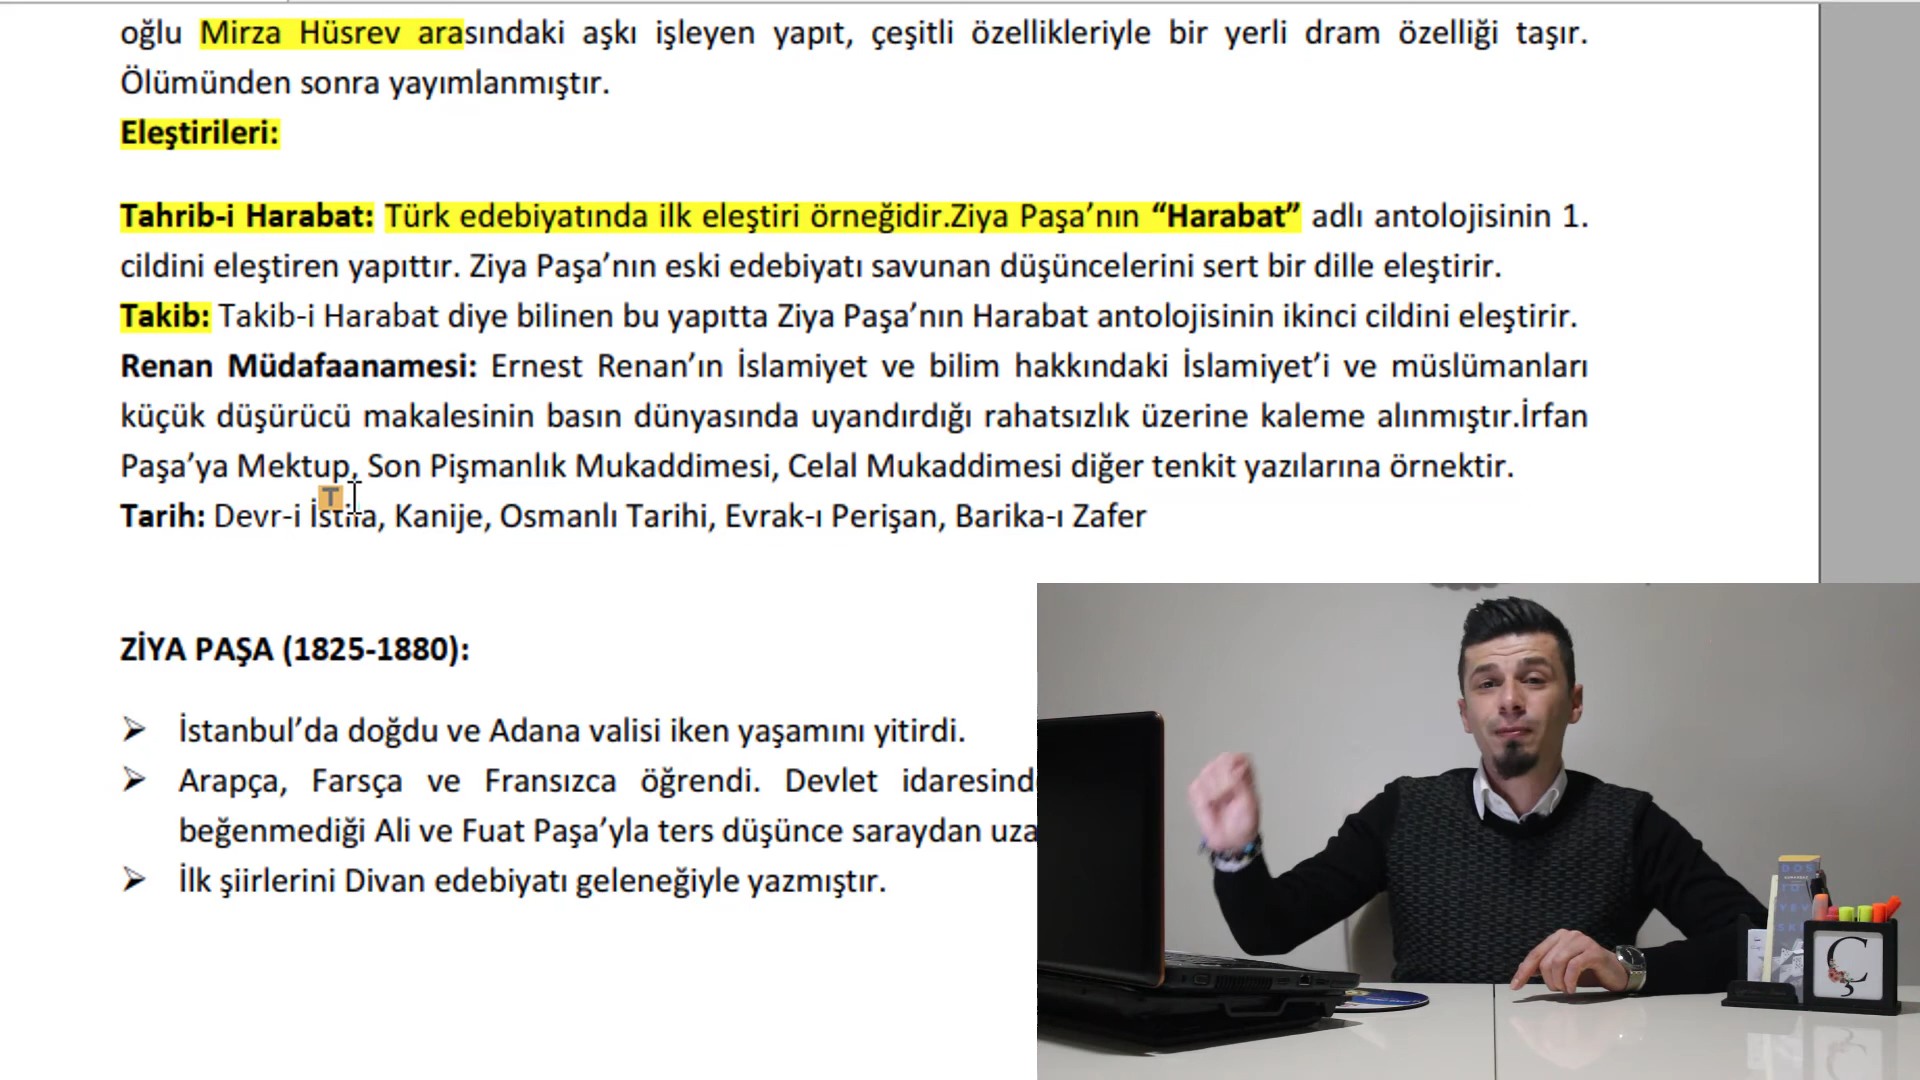 oğlu Mirza Hüsrev arasındaki aşkı işleyen yapıt, çeşitli özellikleriyle bir yerli dram özelliği taşır.
Ölümünden sonra yayımlanmıştır.
Eleştirileri:
Tahrib-i Harabat: Türk edebiyatında ilk eleştiri örneğidir.Ziya Paşa’nın “Harabat” adlı antolojisinin 1.
cildini eleştiren yapıttır. Ziya Paşa’nın eski edebiyatı savunan düşüncelerini sert bir dille eleştirir.
Takib: Takib-i Harabat diye bilinen bu yapıtta Ziya Paşa’nın Harabat antolojisinin ikinci cildini eleştirir.
Renan Müdafaanamesi: Ernest Renan’ın İslamiyet ve bilim hakkındaki İslamiyet’i ve müslümanları
küçük düşürücü makalesinin basın dünyasında uyandırdığı rahatsızlık üzerine kaleme alınmıştır.İrfan
Paşa’ya Mektup, Son Pişmanlık Mukaddimesi, Celal Mukaddimesi diğer tenkit yazılarına örnektir.
T
Tarih: Devr-i İstila, Kanije, Osmanlı Tarihi, Evrak-ı Perişan, Barika-ı Zafer
ZİYA PAŞA (1825-1880):
İstanbul’da doğdu ve Adana valisi iken yaşamını yitirdi.
Arapça, Farsça ve Fransızca öğrendi. Devlet idaresind
beğenmediği Ali ve Fuat Paşa’yla ters düşünce saraydan uza
İlk şiirlerini Divan edebiyatı geleneğiyle yazmıştır.
Ç